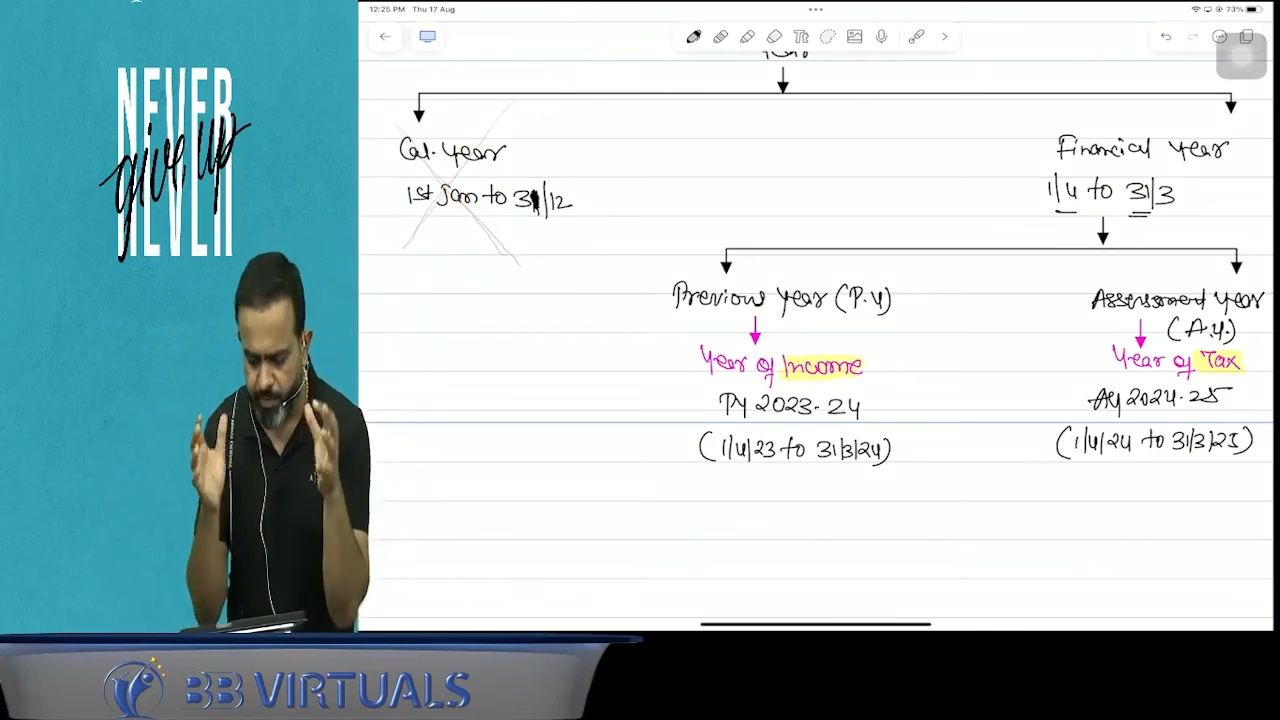 12:25 PM Thu 17 Aug
73%
NEVER
give up
NEVER
Year
Cal. Year
1st Jan to 31/12
Financial Year
1/4 to 31/3
Previous Year (P.Y)
Assessment Year
(A.Y.)
Year of Income
Year of Tax
PY 2023-24
AY 2024-25
(1/4/23 to 31/3/24)
(1/4/24 to 31/3/25)
BB VIRTUALS